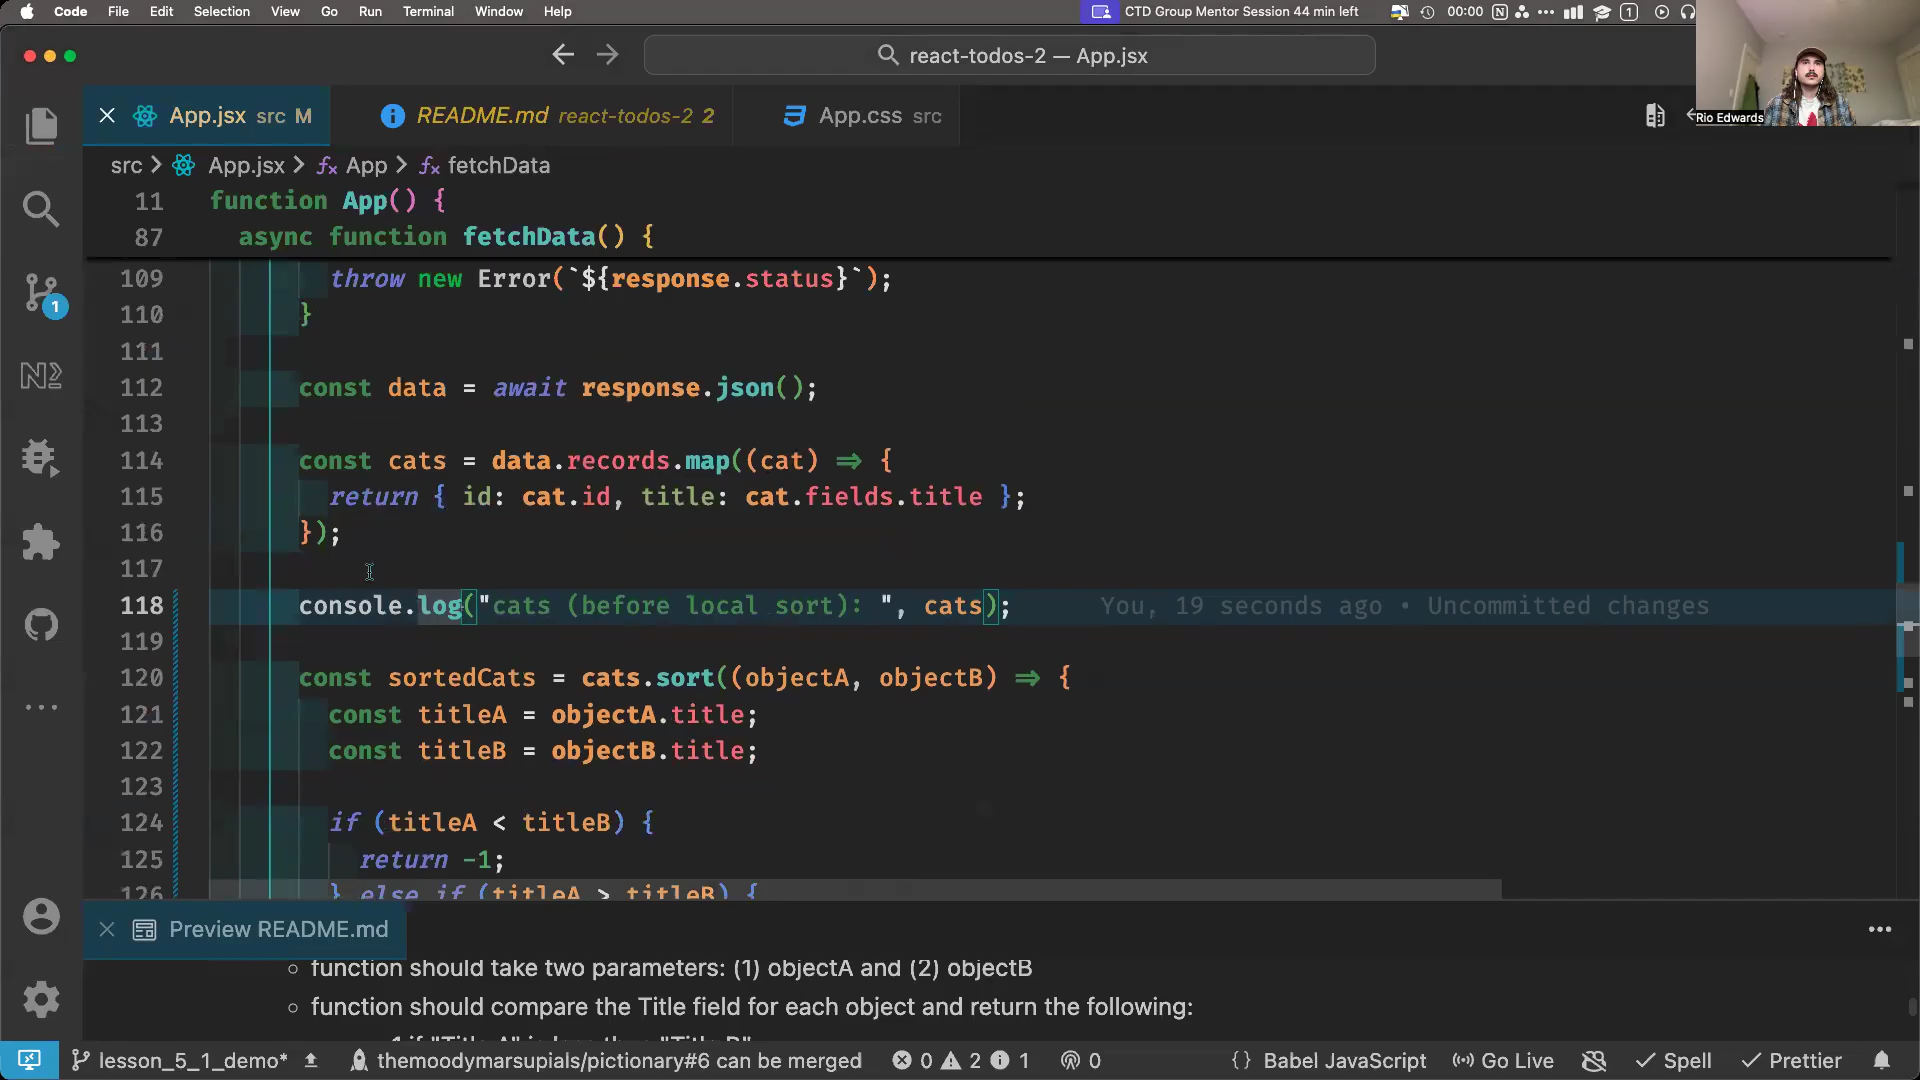 Code File Edit Selection View Go Run Terminal Window Help CTD Group Mentor Session 44 min left 00:00 1
react-todos-2 — App.jsx
App.jsx src M README.md react-todos-2 2 App.css src
Rio Edwards
src > App.jsx > App > fetchData
11 function App() {
87 async function fetchData() {
109 throw new Error(`${response.status}`);
110 }
111
112 const data = await response.json();
113
114 const cats = data.records.map((cat) => {
115 return { id: cat.id, title: cat.fields.title };
116 });
117
118 console.log("cats (before local sort): ", cats); You, 19 seconds ago • Uncommitted changes
119
120 const sortedCats = cats.sort((objectA, objectB) => {
121 const titleA = objectA.title;
122 const titleB = objectB.title;
123
124 if (titleA < titleB) {
125 return -1;
126 } else if (titleA > titleB) {
1
Preview README.md
function should take two parameters: (1) objectA and (2) objectB
function should compare the Title field for each object and return the following:
lesson_5_1_demo* themoodymarsupials/pictionary#6 can be merged 0 2 1 0 {} Babel JavaScript Go Live Spell Prettier